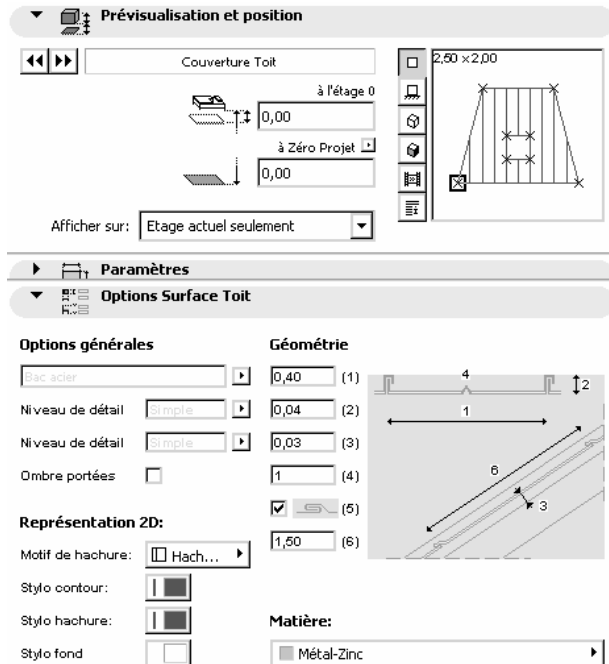 Prévisualisation et position
Couverture Toit
2,50 x 2,00
à l'étage 0
0,00
à Zéro Projet
0,00
Afficher sur: Etage actuel seulement
Paramètres
Options Surface Toit
Options générales
Géométrie
Bac acier
0,40 (1)
Niveau de détail Simple
0,04 (2)
Niveau de détail Simple
0,03 (3)
Ombre portées
1 (4)
(5)
Représentation 2D:
1,50 (6)
4
2
1
6
3
Motif de hachure: Hach...
Stylo contour:
Stylo hachure:
Matière:
Stylo fond
Métal-Zinc